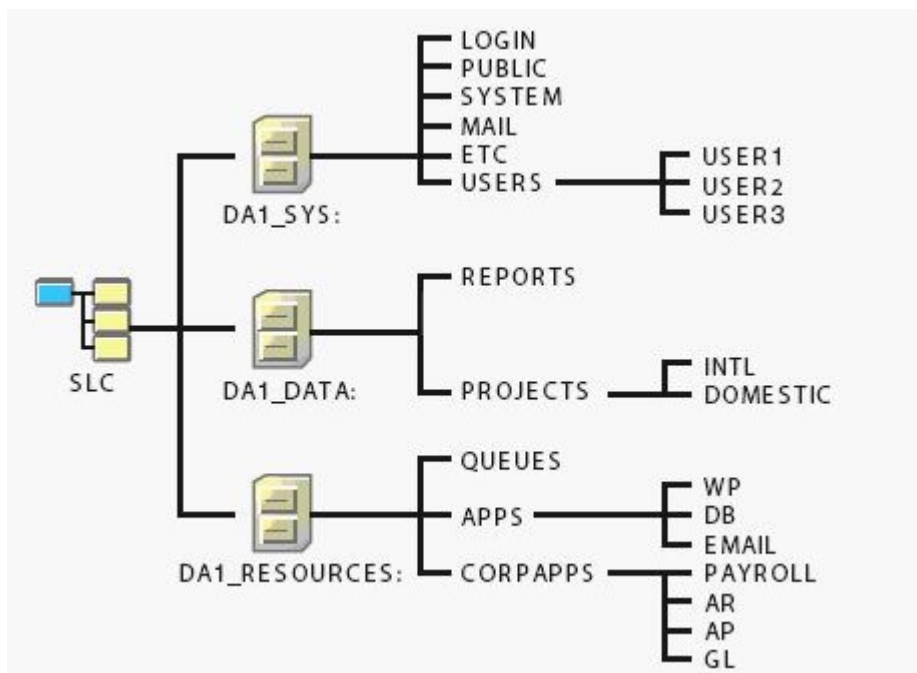 LOGIN
PUBLIC
SYSTEM
MAIL
ETC
USERS
USER1
USER2
USER3
DA1_SYS:
REPORTS
SLC
DA1_DATA:
PROJECTS
INTL
DOMESTIC
QUEUES
APPS
WP
DB
EMAIL
DA1_RESOURCES:
CORPAPPS
PAYROLL
AR
AP
GL